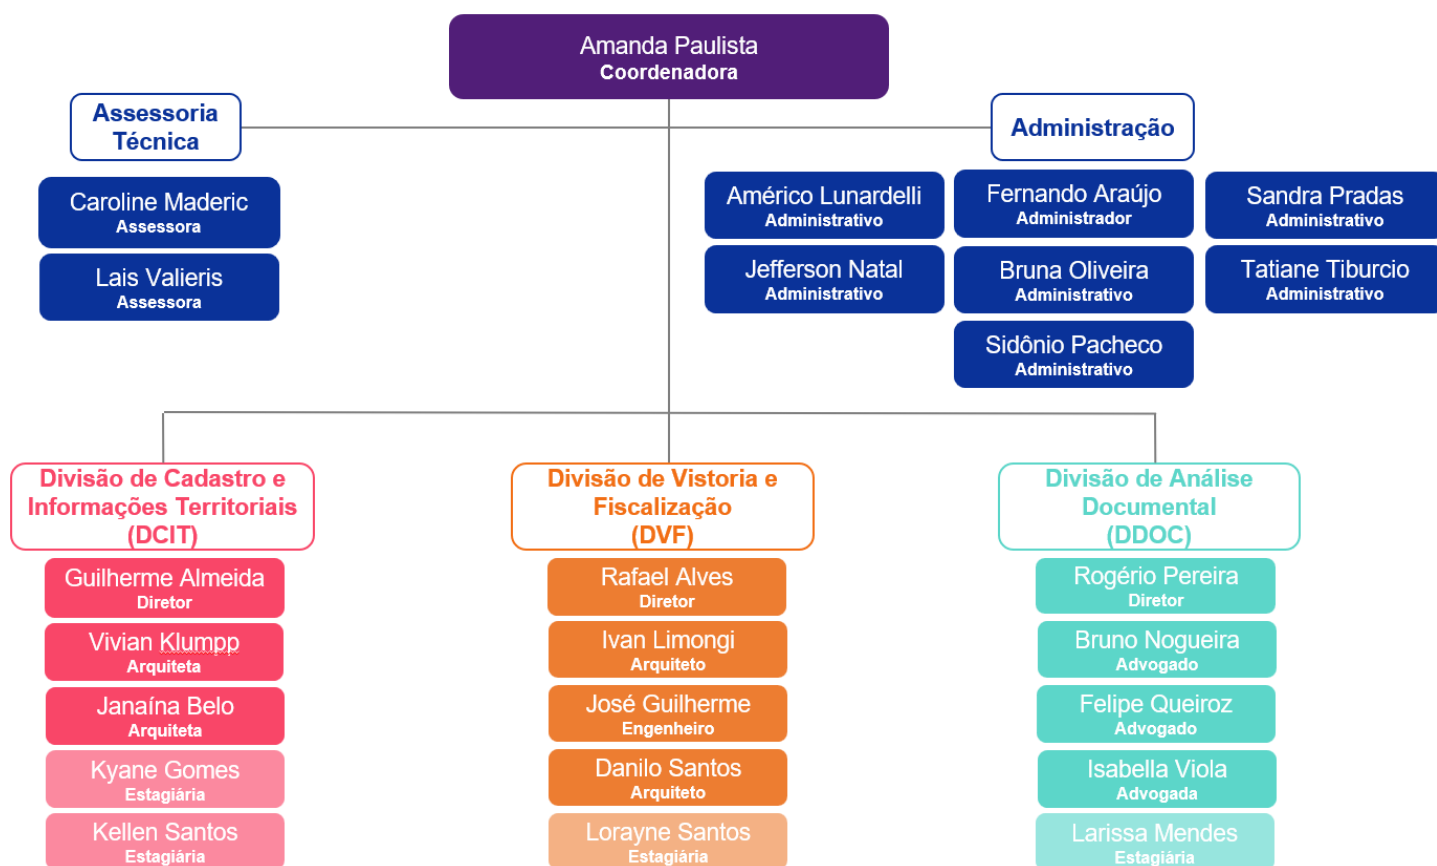 Amanda Paulista
Coordenadora
Assessoria
Técnica
Caroline Maderic
Assessora
Lais Valieris
Assessora
Administração
Américo Lunardelli
Administrativo
Fernando Araújo
Administrador
Sandra Pradas
Administrativo
Jefferson Natal
Administrativo
Bruna Oliveira
Administrativo
Tatiane Tiburcio
Administrativo
Sidônio Pacheco
Administrativo
Divisão de Cadastro e
Informações Territoriais
(DCIT)
Guilherme Almeida
Diretor
Vivian Klumpp
Arquiteta
Janaína Belo
Arquiteta
Kyane Gomes
Estagiária
Kellen Santos
Estagiária
Divisão de Vistoria e
Fiscalização
(DVF)
Rafael Alves
Diretor
Ivan Limongi
Arquiteto
José Guilherme
Engenheiro
Danilo Santos
Arquiteto
Lorayne Santos
Estagiária
Divisão de Análise
Documental
(DDOC)
Rogério Pereira
Diretor
Bruno Nogueira
Advogado
Felipe Queiroz
Advogado
Isabella Viola
Advogada
Larissa Mendes
Estagiária